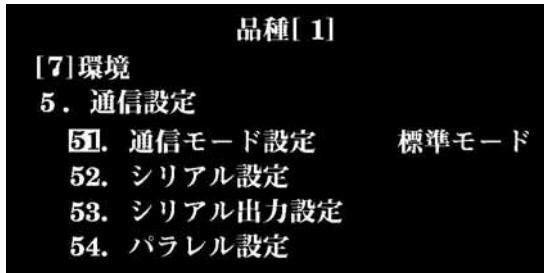 品種[ 1]
[7]環境
5. 通信設定
51. 通信モード設定 標準モード
52. シリアル設定
53. シリアル出力設定
54. パラレル設定